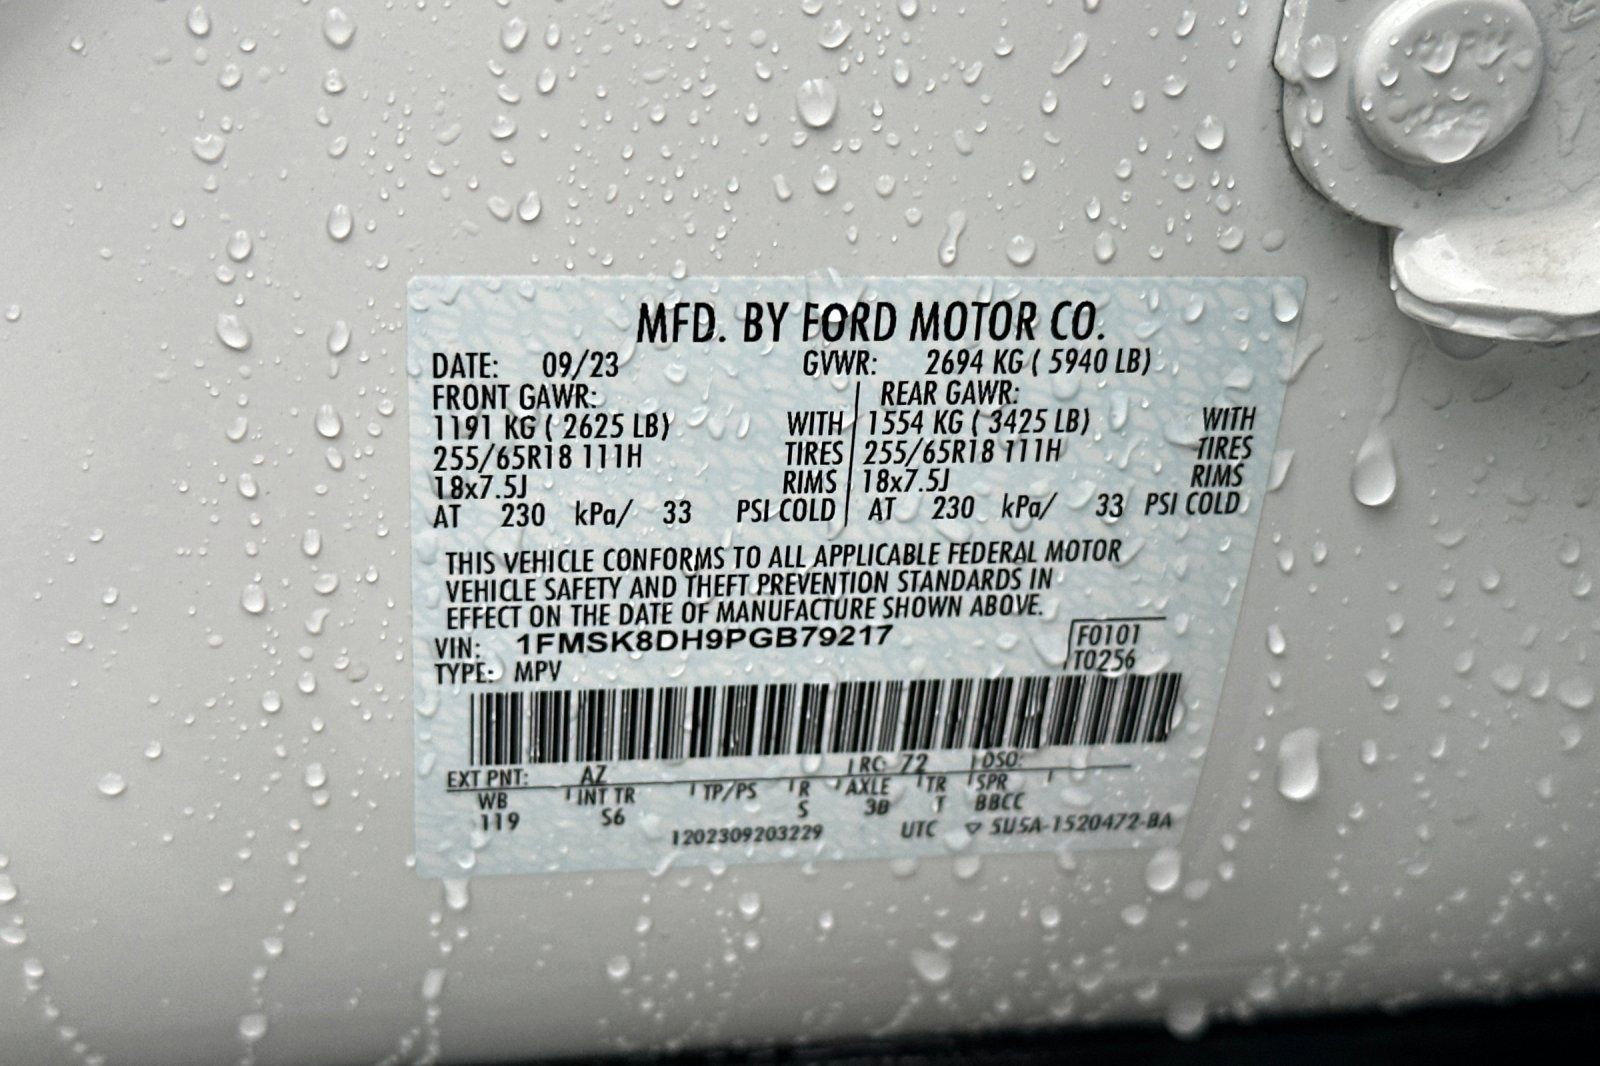 MFD. BY FORD MOTOR CO.
DATE: 09/23 GVWR: 2694 KG ( 5940 LB)
FRONT GAWR: REAR GAWR:
1191 KG ( 2625 LB) WITH 1554 KG ( 3425 LB) WITH
255/65R18 111H TIRES 255/65R18 111H TIRES
18x7.5J RIMS 18x7.5J RIMS
AT 230 kPa/ 33 PSI COLD AT 230 kPa/ 33 PSI COLD
THIS VEHICLE CONFORMS TO ALL APPLICABLE FEDERAL MOTOR
VEHICLE SAFETY AND THEFT PREVENTION STANDARDS IN
EFFECT ON THE DATE OF MANUFACTURE SHOWN ABOVE.
VIN: 1FMSK8DH9PGB79217 F0101
TYPE: MPV T0256
EXT PNT: AZ RC: 72 DSO:
WB INT TR TP/PS R AXLE TR SPR
119 S6 S 3B T BBCC
1202309203229 UTC ▽ 5U5A-1520472-BA